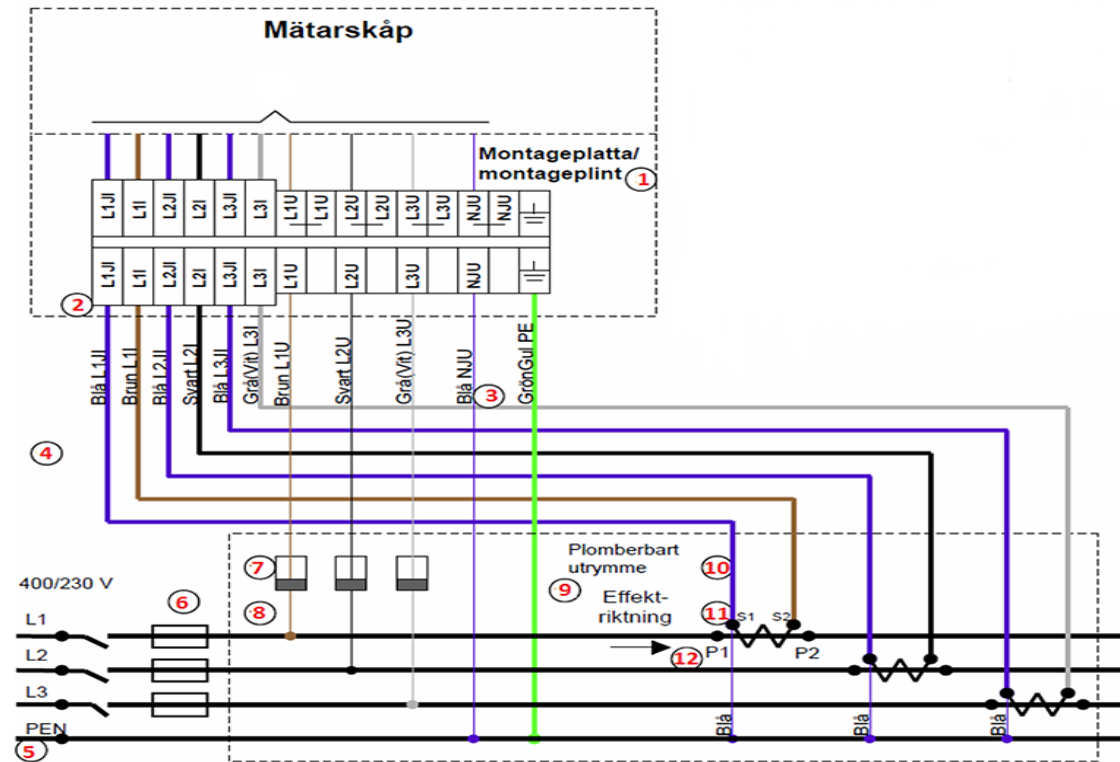 Mätarskåp
Montageplatta/
montageplint
1
L1JI
L1I
L2JI
L2I
L3JI
L3I
L1U
L1U
L2U
L2U
L3U
L3U
NJU
NJU
L1JI
L1I
L2JI
L2I
L3JI
L3I
L1U
L2U
L3U
NJU
2
Blå L1JI
Brun L1I
Blå L2JI
Svart L2I
Blå L3JI
Grå(Vit) L3I
Brun L1U
Svart L2U
Grå(Vit) L3U
Blå NJU
GrönGul PE
3
4
Plomberbart
utrymme
7
10
400/230 V
9
6
Effekt-
riktning
8
11
L1
S1
S2
P1
P2
12
L2
L3
PEN
Blå
Blå
Blå
5